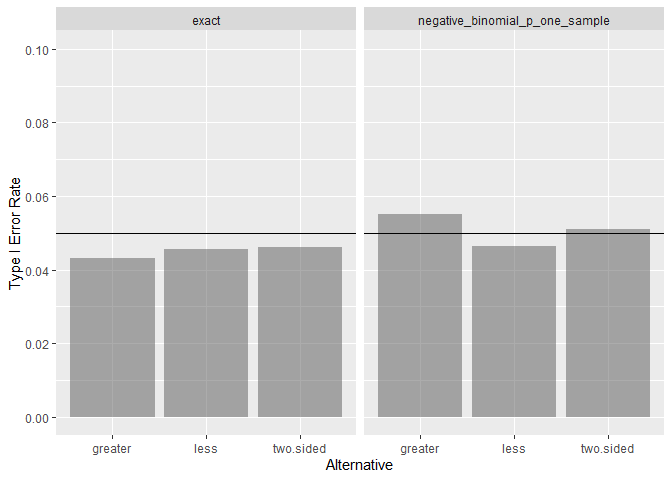 exact
negative_binomial_p_one_sample
Type I Error Rate
0.10
0.08
0.06
0.04
0.02
0.00
greater
less
two.sided
greater
less
two.sided
Alternative